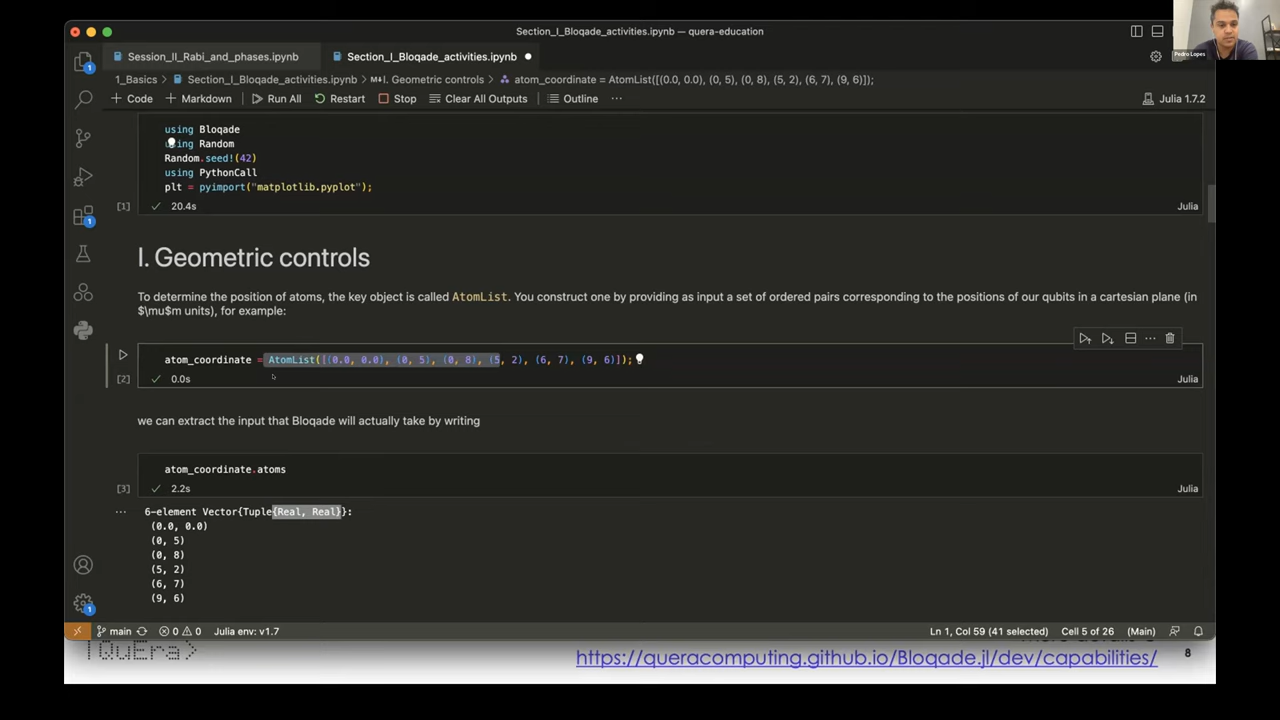 Section_I_Bloqade_activities.ipynb — quera-education
Pedro Lopes
Session_II_Rabi_and_phases.ipynb
Section_I_Bloqade_activities.ipynb
1_Basics > Section_I_Bloqade_activities.ipynb > M↓ I. Geometric controls > atom_coordinate = AtomList([(0.0, 0.0), (0, 5), (0, 8), (5, 2), (6, 7), (9, 6)]);
+ Code + Markdown Run All Restart Stop Clear All Outputs Outline ··· Julia 1.7.2
using Bloqade
using Random
Random.seed!(42)
using PythonCall
plt = pyimport("matplotlib.pyplot");
[1] 20.4s Julia
I. Geometric controls
To determine the position of atoms, the key object is called AtomList. You construct one by providing as input a set of ordered pairs corresponding to the positions of our qubits in a cartesian plane (in
$\mu$m units), for example:
atom_coordinate = AtomList([(0.0, 0.0), (0, 5), (0, 8), (5, 2), (6, 7), (9, 6)]);
[2] 0.0s Julia
we can extract the input that Bloqade will actually take by writing
atom_coordinate.atoms
[3] 2.2s Julia
··· 6-element Vector{Tuple{Real, Real}}:
(0.0, 0.0)
(0, 5)
(0, 8)
(5, 2)
(6, 7)
(9, 6)
main 0 0 Julia env: v1.7 Ln 1, Col 59 (41 selected) Cell 5 of 26 (Main)
|QuEra>
https://queracomputing.github.io/Bloqade.jl/dev/capabilities/ 8